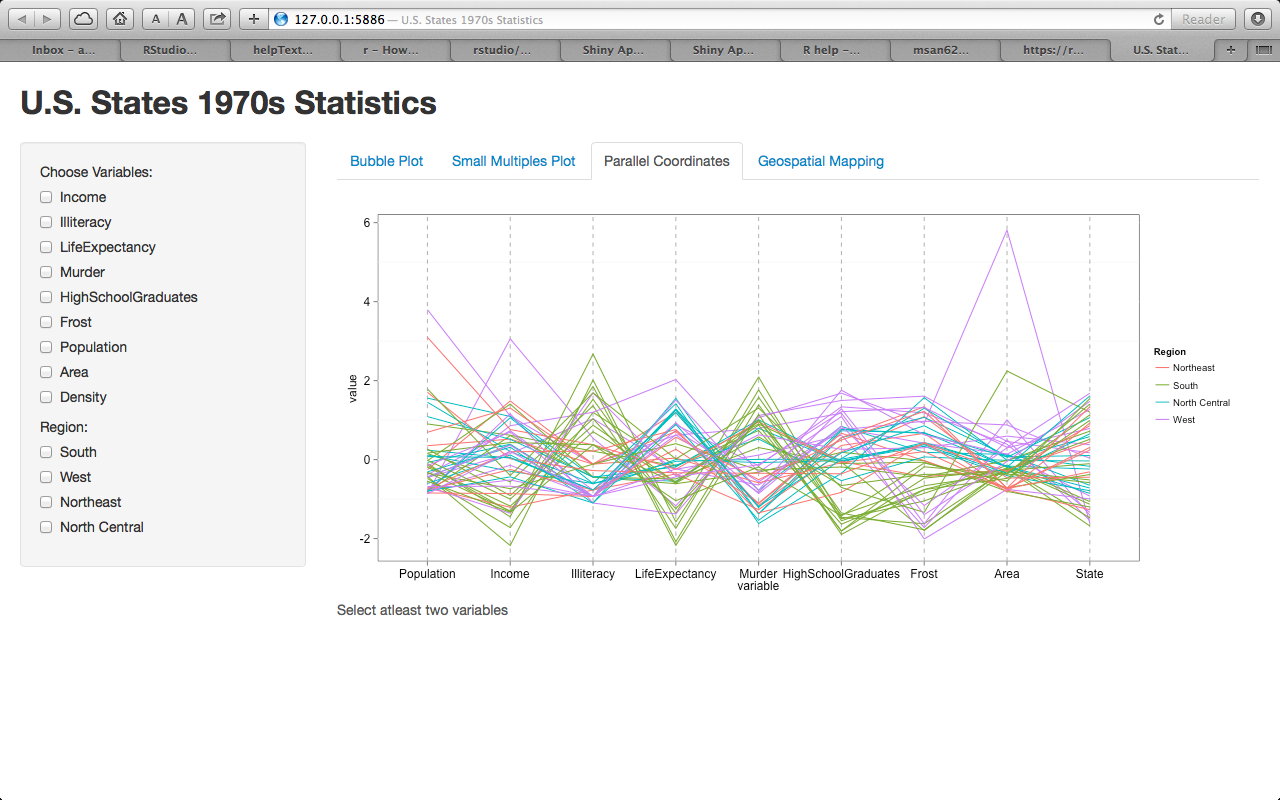 A A + 127.0.0.1:5886 — U.S. States 1970s Statistics Reader
Inbox – a... RStudio... helpText... r – How... rstudio/... Shiny Ap... Shiny Ap... R help –... msan62... https://r... U.S. Stat... +
U.S. States 1970s Statistics
Choose Variables:
Income
Illiteracy
LifeExpectancy
Murder
HighSchoolGraduates
Frost
Population
Area
Density
Region:
South
West
Northeast
North Central
Bubble Plot Small Multiples Plot Parallel Coordinates Geospatial Mapping
6
4
2
0
-2
value
Population Income Illiteracy LifeExpectancy Murder HighSchoolGraduates Frost Area State
variable
Region
Northeast
South
North Central
West
Select atleast two variables